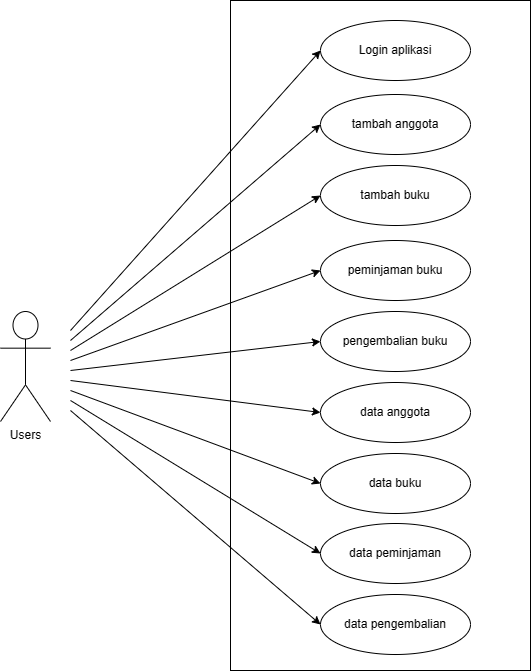 Login aplikasi
tambah anggota
tambah buku
peminjaman buku
pengembalian buku
data anggota
Users
data buku
data peminjaman
data pengembalian